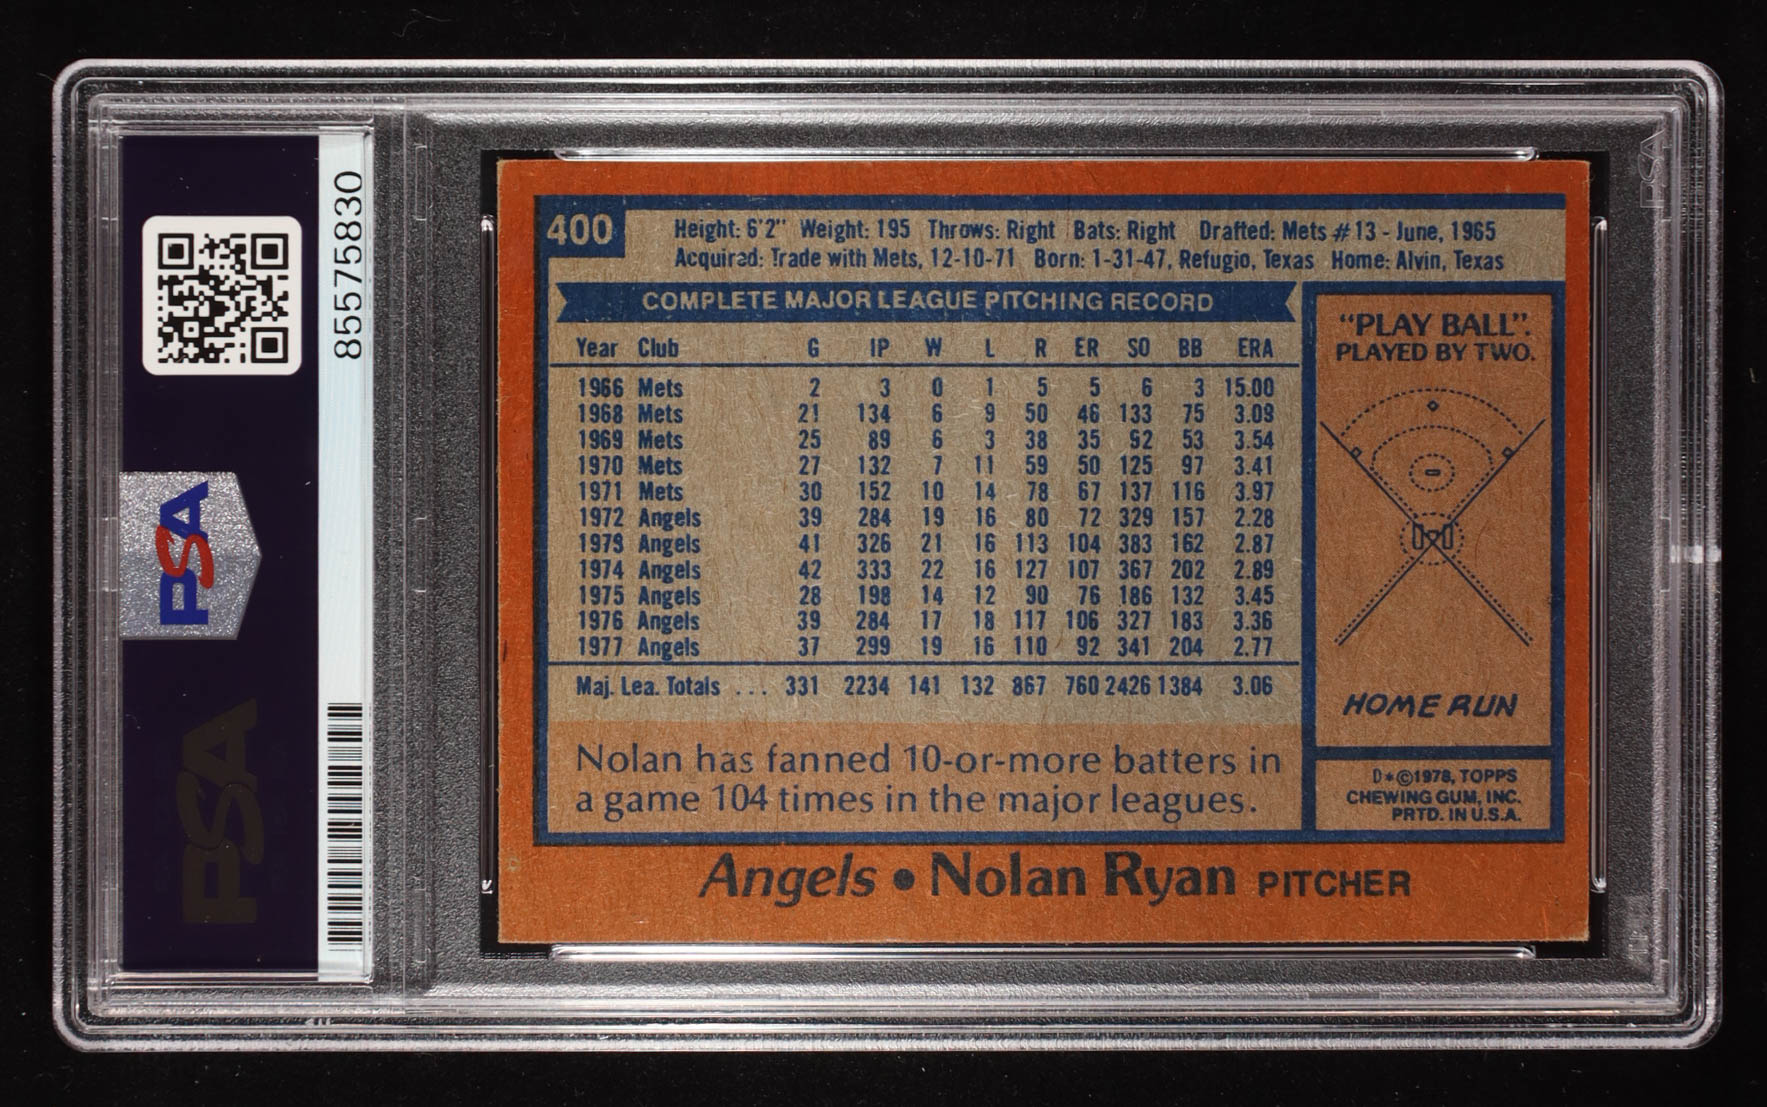 85575830
PSA
PSA
PSA
400
Height: 6'2" Weight: 195 Throws: Right Bats: Right Drafted: Mets #13 - June, 1965
Acquired: Trade with Mets, 12-10-71 Born: 1-31-47, Refugio, Texas Home: Alvin, Texas
COMPLETE MAJOR LEAGUE PITCHING RECORD
Year Club G IP W L R ER SO BB ERA
1966 Mets 2 3 0 1 5 5 6 3 15.00
1968 Mets 21 134 6 9 50 46 133 75 3.09
1969 Mets 25 89 6 3 38 35 92 53 3.54
1970 Mets 27 132 7 11 59 50 125 97 3.41
1971 Mets 30 152 10 14 78 67 137 116 3.97
1972 Angels 39 284 19 16 80 72 329 157 2.28
1973 Angels 41 326 21 16 113 104 383 162 2.87
1974 Angels 42 333 22 16 127 107 367 202 2.89
1975 Angels 28 198 14 12 90 76 186 132 3.45
1976 Angels 39 284 17 18 117 106 327 183 3.36
1977 Angels 37 299 19 16 110 92 341 204 2.77
Maj. Lea. Totals ... 331 2234 141 132 867 760 2426 1384 3.06
Nolan has fanned 10-or-more batters in
a game 104 times in the major leagues.
"PLAY BALL".
PLAYED BY TWO.
HOME RUN
D*©1978, TOPPS
CHEWING GUM, INC.
PRTD. IN U.S.A.
Angels • Nolan Ryan PITCHER